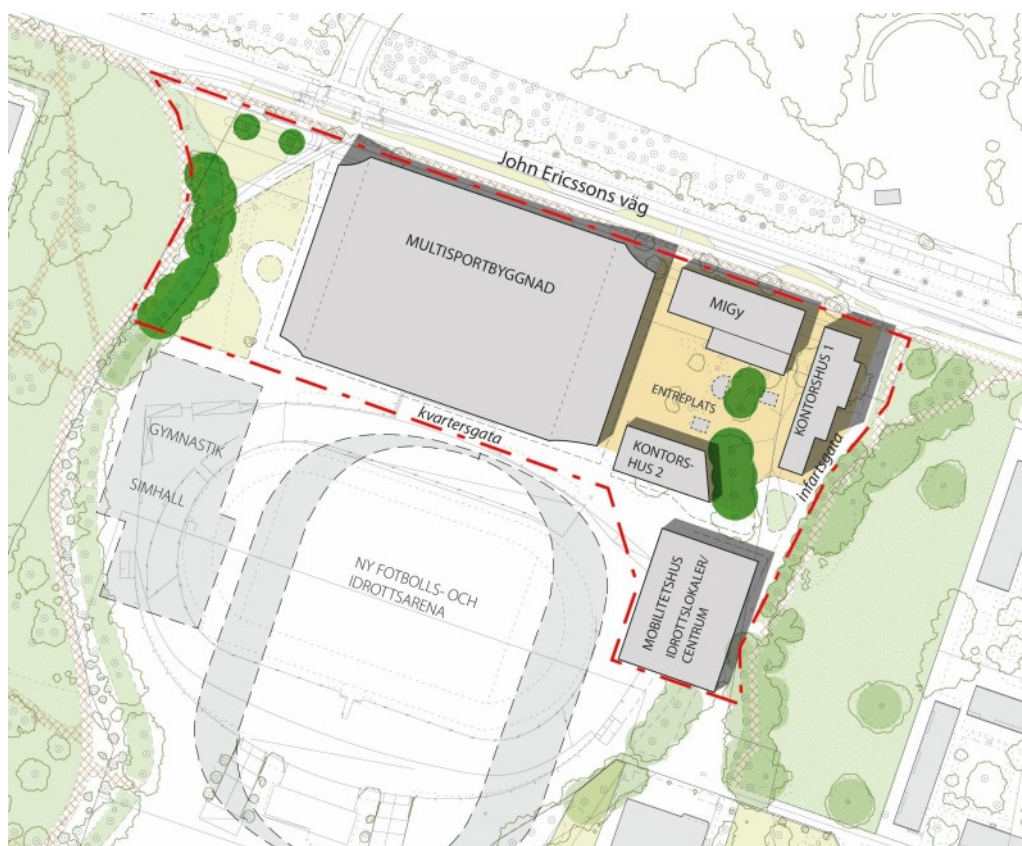 John Ericssons väg
MULTISPORTBYGGNAD
MIGy
KONTORSHUS 1
ENTRÉPLATS
kvartersgata
KONTORS-
HUS 2
infartsgata
GYMNASTIK
SIMHALL
NY FOTBOLLS- OCH
IDROTTSARENA
MOBILITETSHUS
IDROTTSLOKALER/
CENTRUM